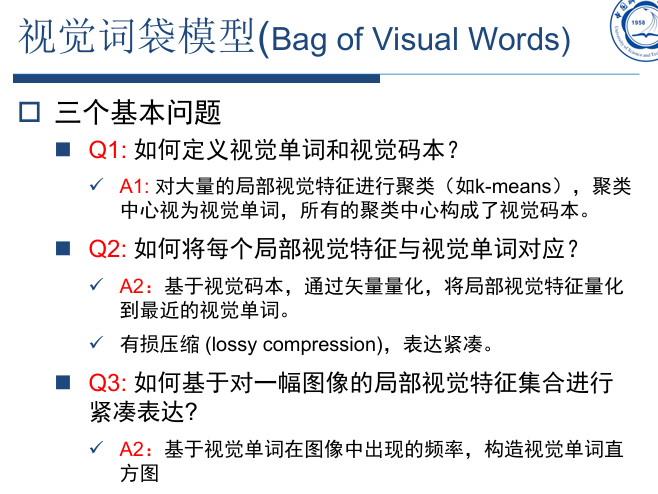 视觉词袋模型(Bag of Visual Words)
1958
三个基本问题
Q1: 如何定义视觉单词和视觉码本?
A1: 对大量的局部视觉特征进行聚类（如k-means），聚类
中心视为视觉单词，所有的聚类中心构成了视觉码本。
Q2: 如何将每个局部视觉特征与视觉单词对应?
A2：基于视觉码本，通过矢量量化，将局部视觉特征量化
到最近的视觉单词。
有损压缩 (lossy compression)，表达紧凑。
Q3: 如何基于对一幅图像的局部视觉特征集合进行
紧凑表达?
A2：基于视觉单词在图像中出现的频率，构造视觉单词直
方图